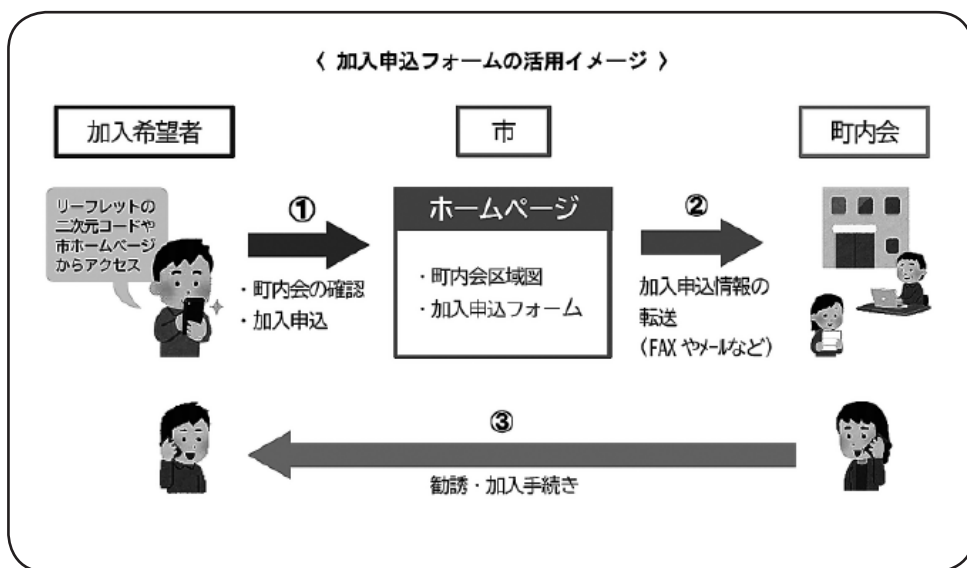 〈 加入申込フォームの活用イメージ 〉
加入希望者
市
町内会
リーフレットの
二次元コードや
市ホームページ
からアクセス
①
・町内会の確認
・加入申込
ホームページ
・町内会区域図
・加入申込フォーム
②
加入申込情報の
転送
（FAXやメールなど）
③
勧誘・加入手続き